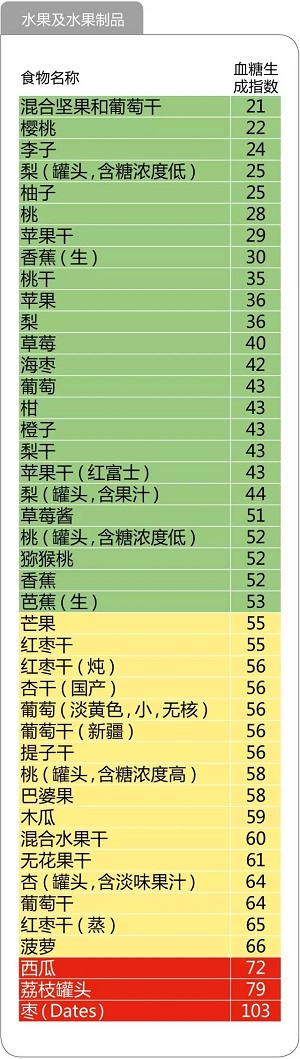 水果及水果制品
食物名称 血糖生成指数
混合坚果和葡萄干 21
樱桃 22
李子 24
梨(罐头,含糖浓度低) 25
柚子 25
桃 28
苹果干 29
香蕉(生) 30
桃干 35
苹果 36
梨 36
草莓 40
海枣 42
葡萄 43
柑 43
橙子 43
梨干 43
苹果干(红富士) 43
梨(罐头,含果汁) 44
草莓酱 51
桃(罐头,含糖浓度低) 52
猕猴桃 52
香蕉 52
芭蕉(生) 53
芒果 55
红枣干 55
红枣干(炖) 56
杏干(国产) 56
葡萄(淡黄色,小,无核) 56
葡萄干(新疆) 56
提子干 56
桃(罐头,含糖浓度高) 58
巴婆果 58
木瓜 59
混合水果干 60
无花果干 61
杏(罐头,含淡味果汁) 64
葡萄干 64
红枣干(蒸) 65
菠萝 66
西瓜 72
荔枝罐头 79
枣(Dates) 103